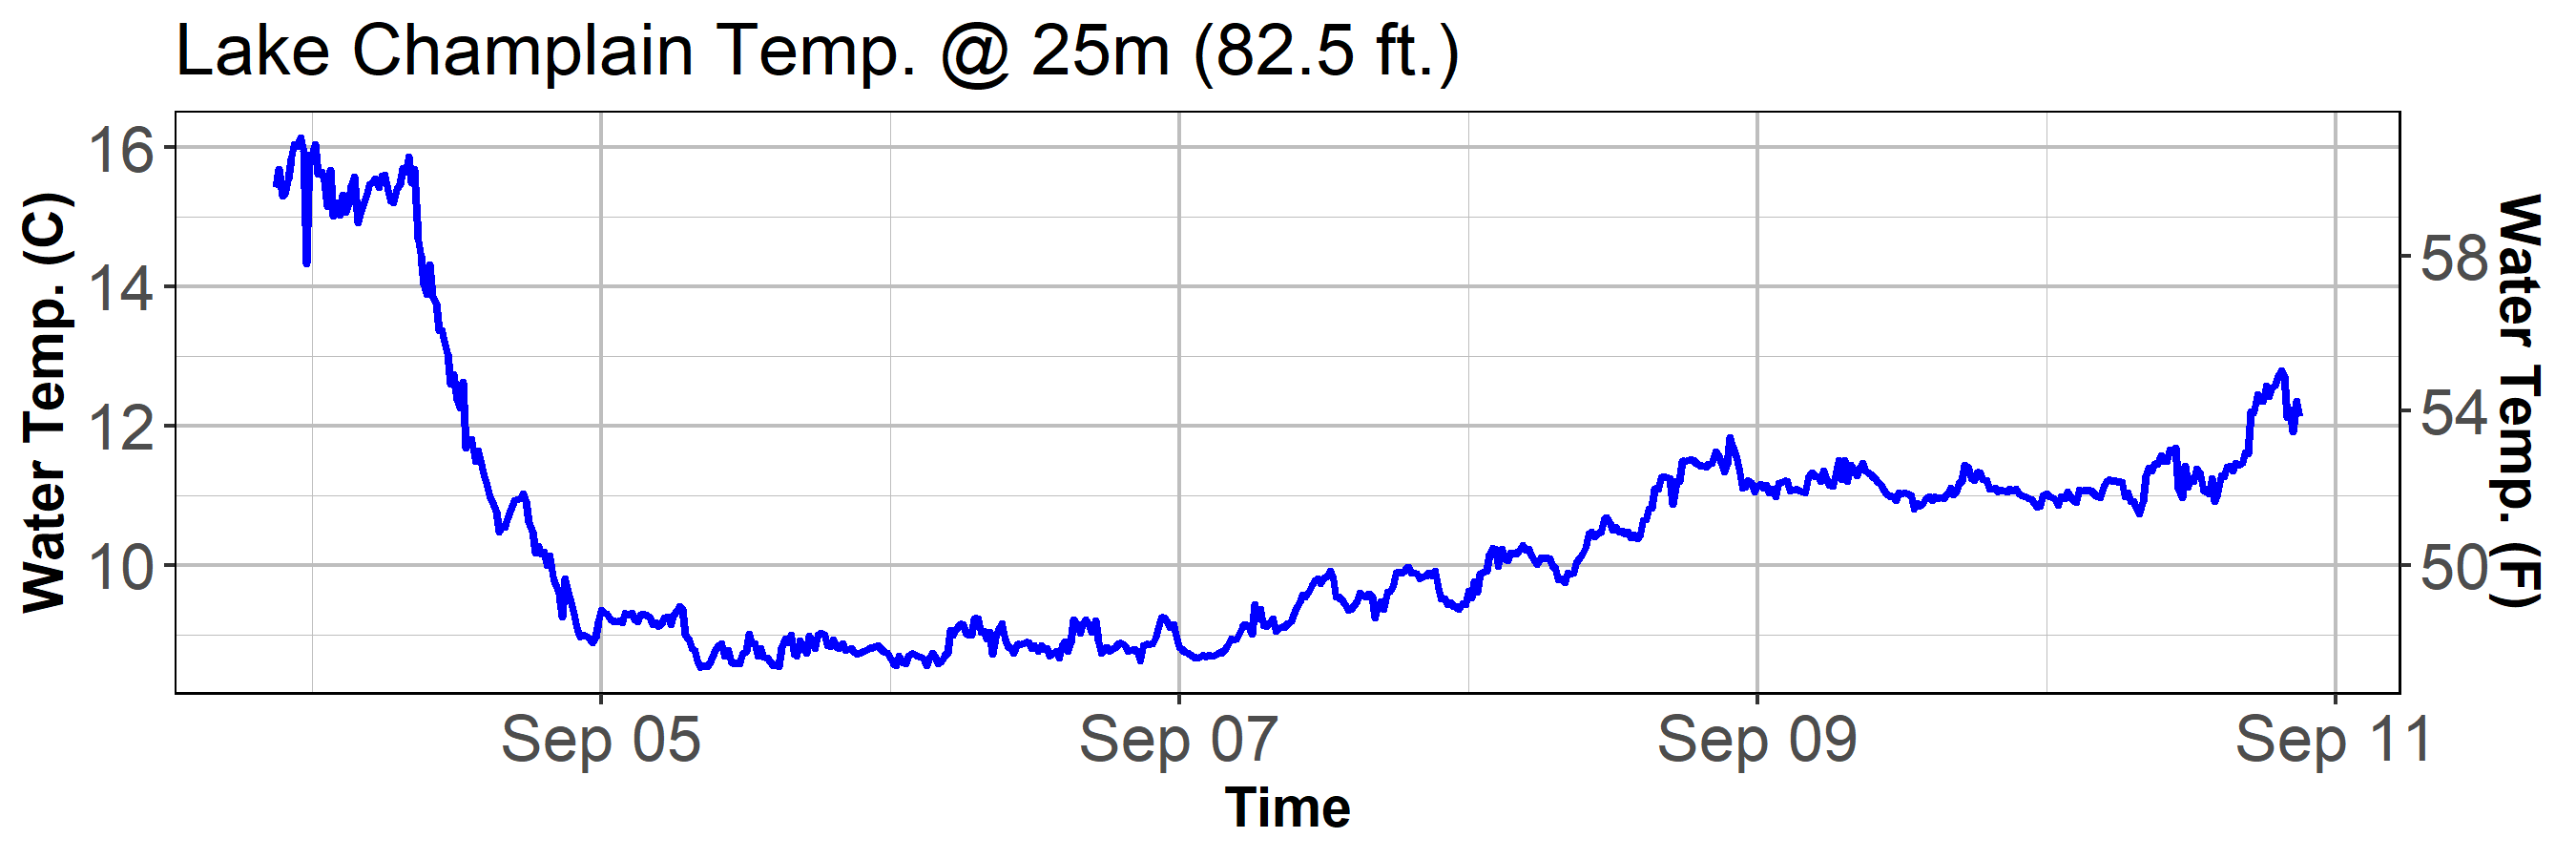 Lake Champlain Temp. @ 25m (82.5 ft.)
Water Temp. (C)
16
14
12
10
58
54
50
Water Temp. (F)
Sep 05
Sep 07
Sep 09
Sep 11
Time